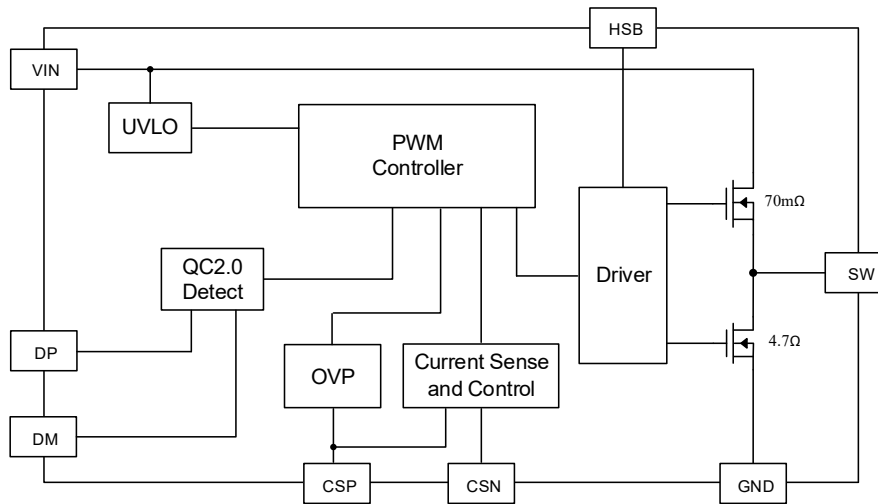 HSB
VIN
UVLO
PWM
Controller
70mΩ
QC2.0
Detect
Driver
SW
DP
OVP
Current Sense
and Control
4.7Ω
DM
CSP
CSN
GND